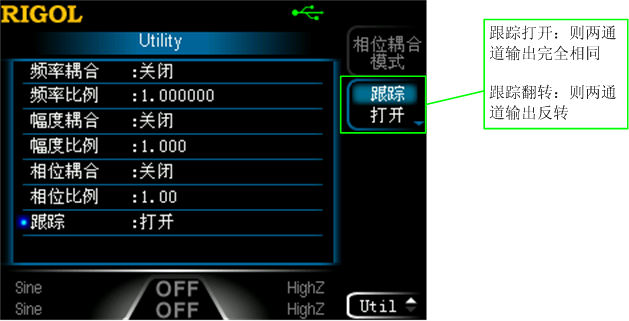 RIGOL
Utility
频率耦合 :关闭
频率比例 :1.000000
幅度耦合 :关闭
幅度比例 :1.000
相位耦合 :关闭
相位比例 :1.00
跟踪 :打开
相位耦合
模式
跟踪
打开
Sine OFF HighZ
Sine OFF HighZ
Util
跟踪打开：则两通
道输出完全相同
跟踪翻转：则两通
道输出反转